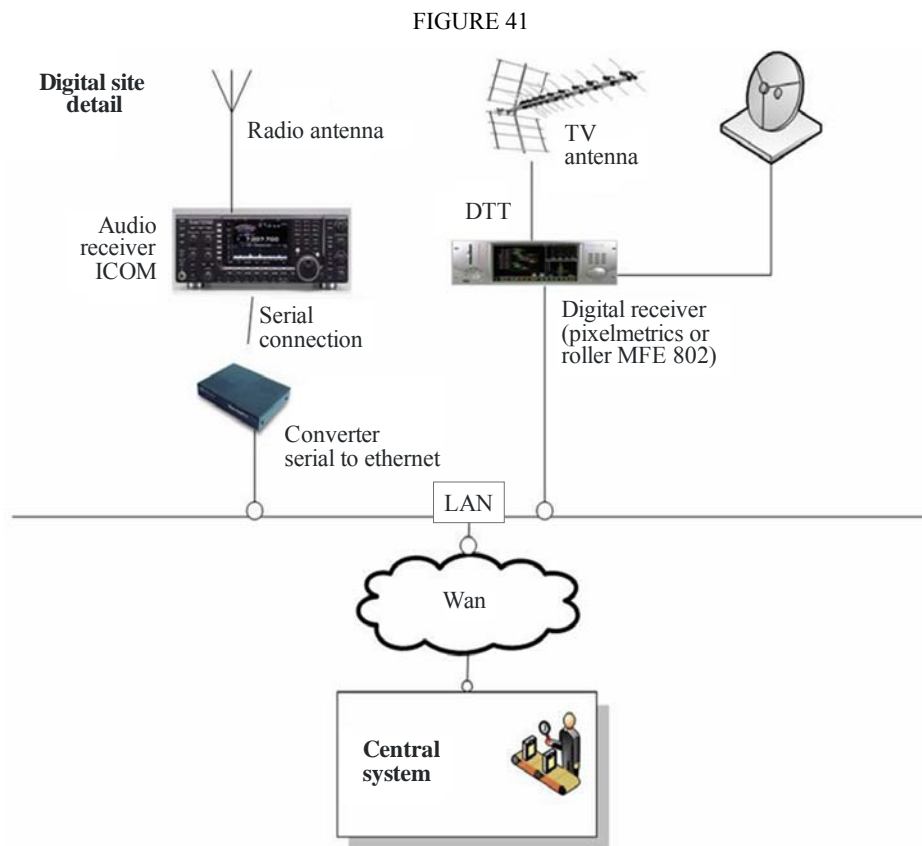 FIGURE 41
Digital site
detail
Radio antenna
TV
antenna
DTT
Audio
receiver
ICOM
Serial
connection
Digital receiver
(pixelmetrics or
roller MFE 802)
Converter
serial to ethernet
LAN
Wan
Central
system